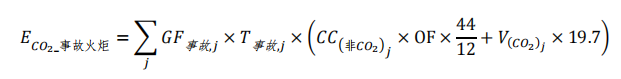 E_{CO₂_事故火炬} = ∑_{j} GF_{事故,j} × T_{事故,j} × (CC_{(非CO₂)_j} × OF × 44/12 + V_{(CO₂)_j} × 19.7)